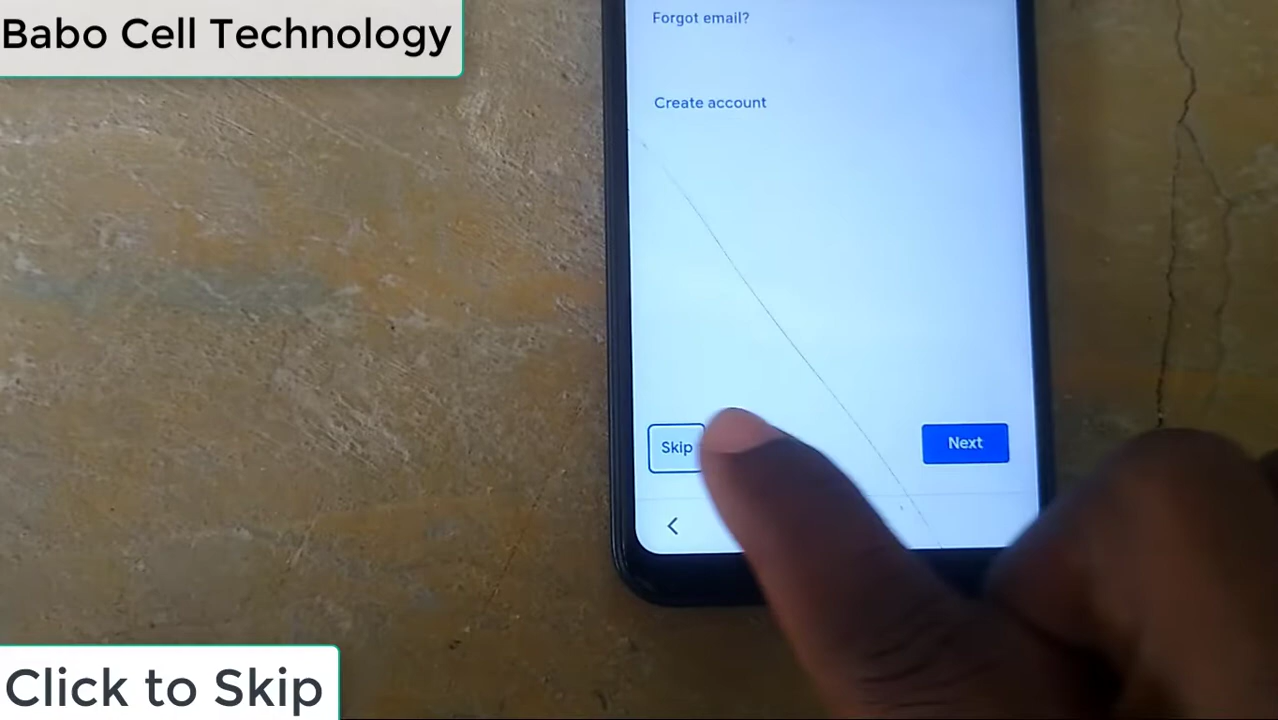 Babo Cell Technology
Forgot email?
Create account
Skip
Next
Click to Skip